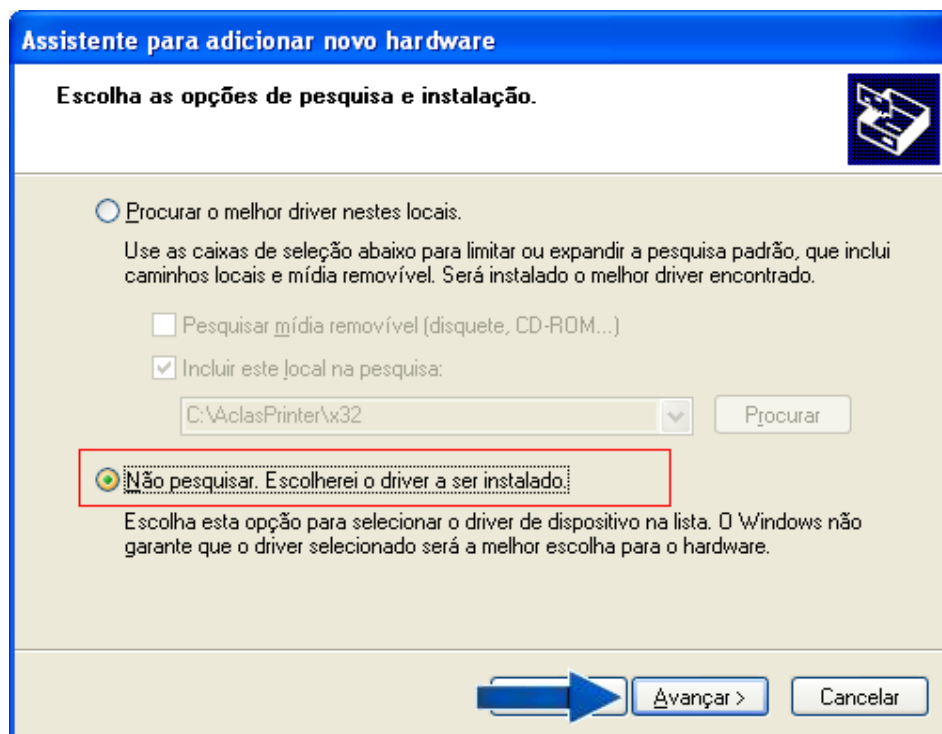 Assistente para adicionar novo hardware
Escolha as opções de pesquisa e instalação.
Procurar o melhor driver nestes locais.
Use as caixas de seleção abaixo para limitar ou expandir a pesquisa padrão, que inclui
caminhos locais e mídia removível. Será instalado o melhor driver encontrado.
Pesquisar mídia removível (disquete, CD-ROM...)
Incluir este local na pesquisa:
C:\AclasPrinter\x32
Procurar
Não pesquisar. Escolherei o driver a ser instalado.
Escolha esta opção para selecionar o driver de dispositivo na lista. O Windows não
garante que o driver selecionado será a melhor escolha para o hardware.
Avançar >
Cancelar